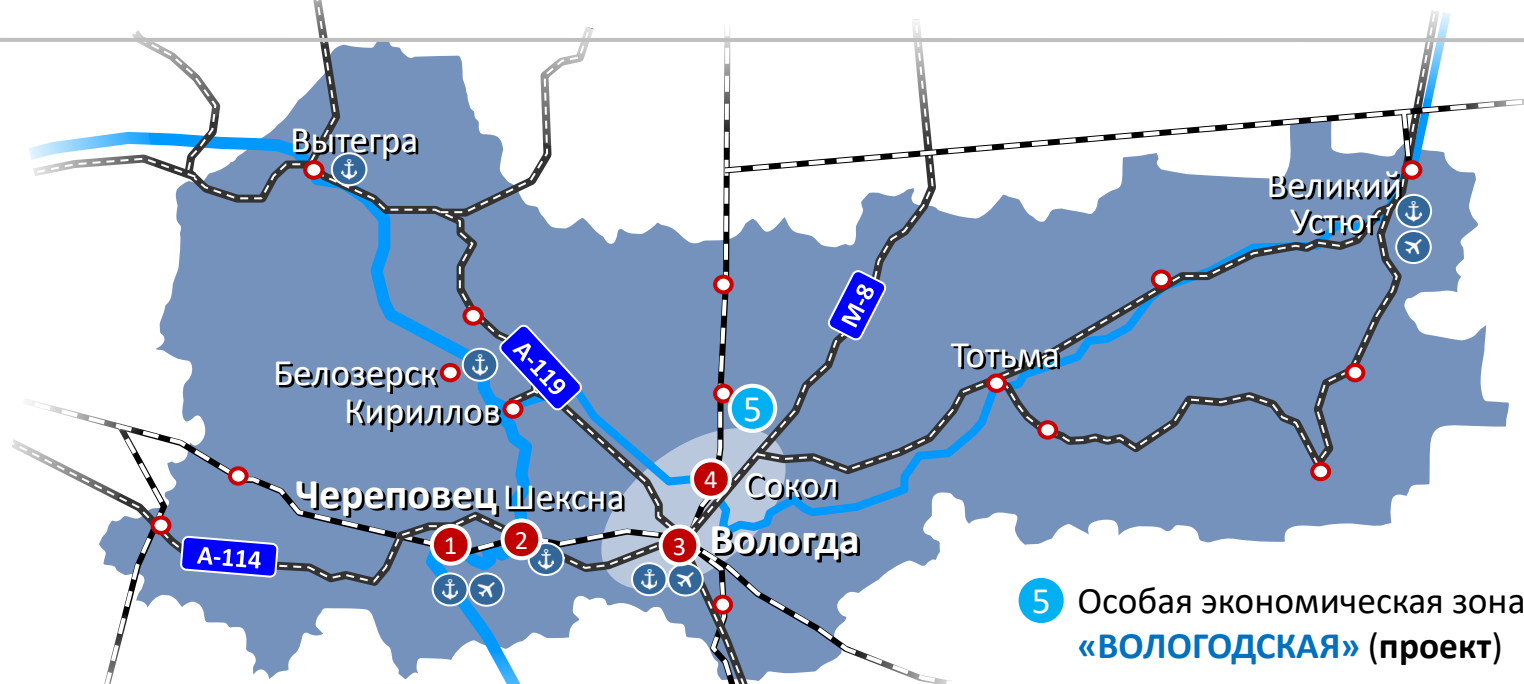 Вытегра
Великий
Устюг
М-8
А-119
Тотьма
Белозерск
Кириллов
5
4
Сокол
Череповец
Шексна
1
2
3
Вологда
А-114
5 Особая экономическая зона
«ВОЛОГОДСКАЯ» (проект)